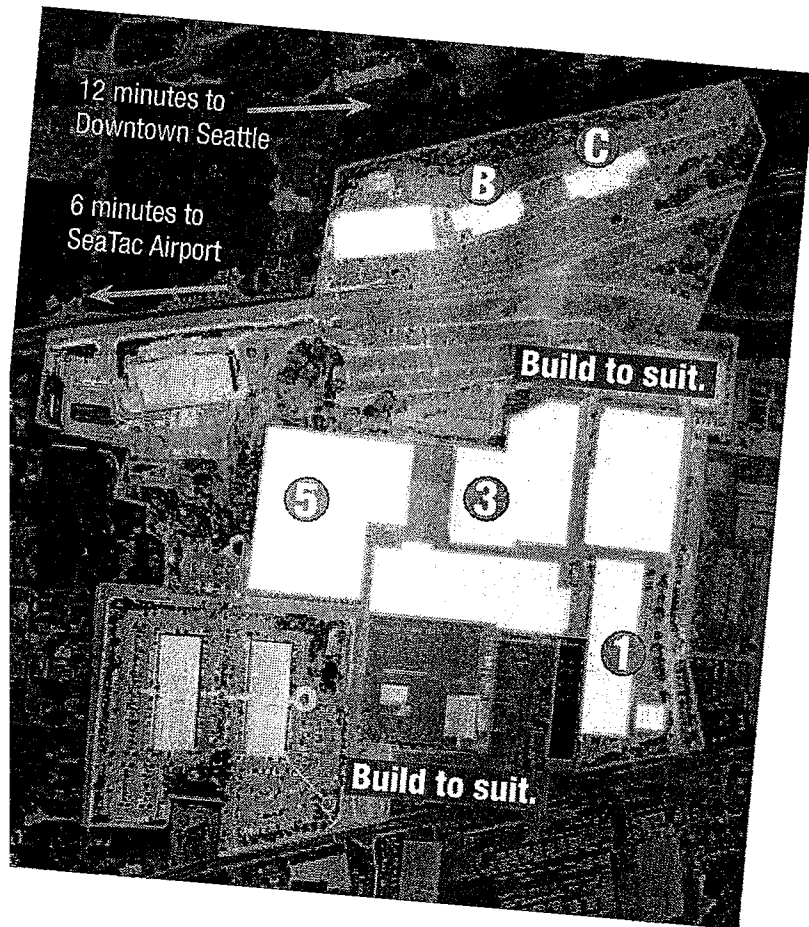 12 minutes to
Downtown Seattle
6 minutes to
SeaTac Airport
C
B
Build to suit.
5
3
1
Build to suit.